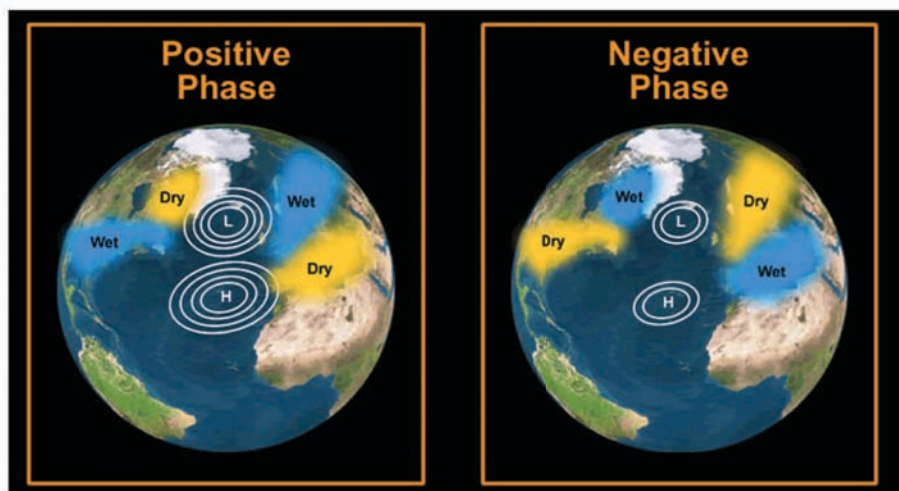 Positive
Phase
Dry
L
Wet
Wet
H
Dry
Negative
Phase
Wet
L
Dry
Dry
Wet
H